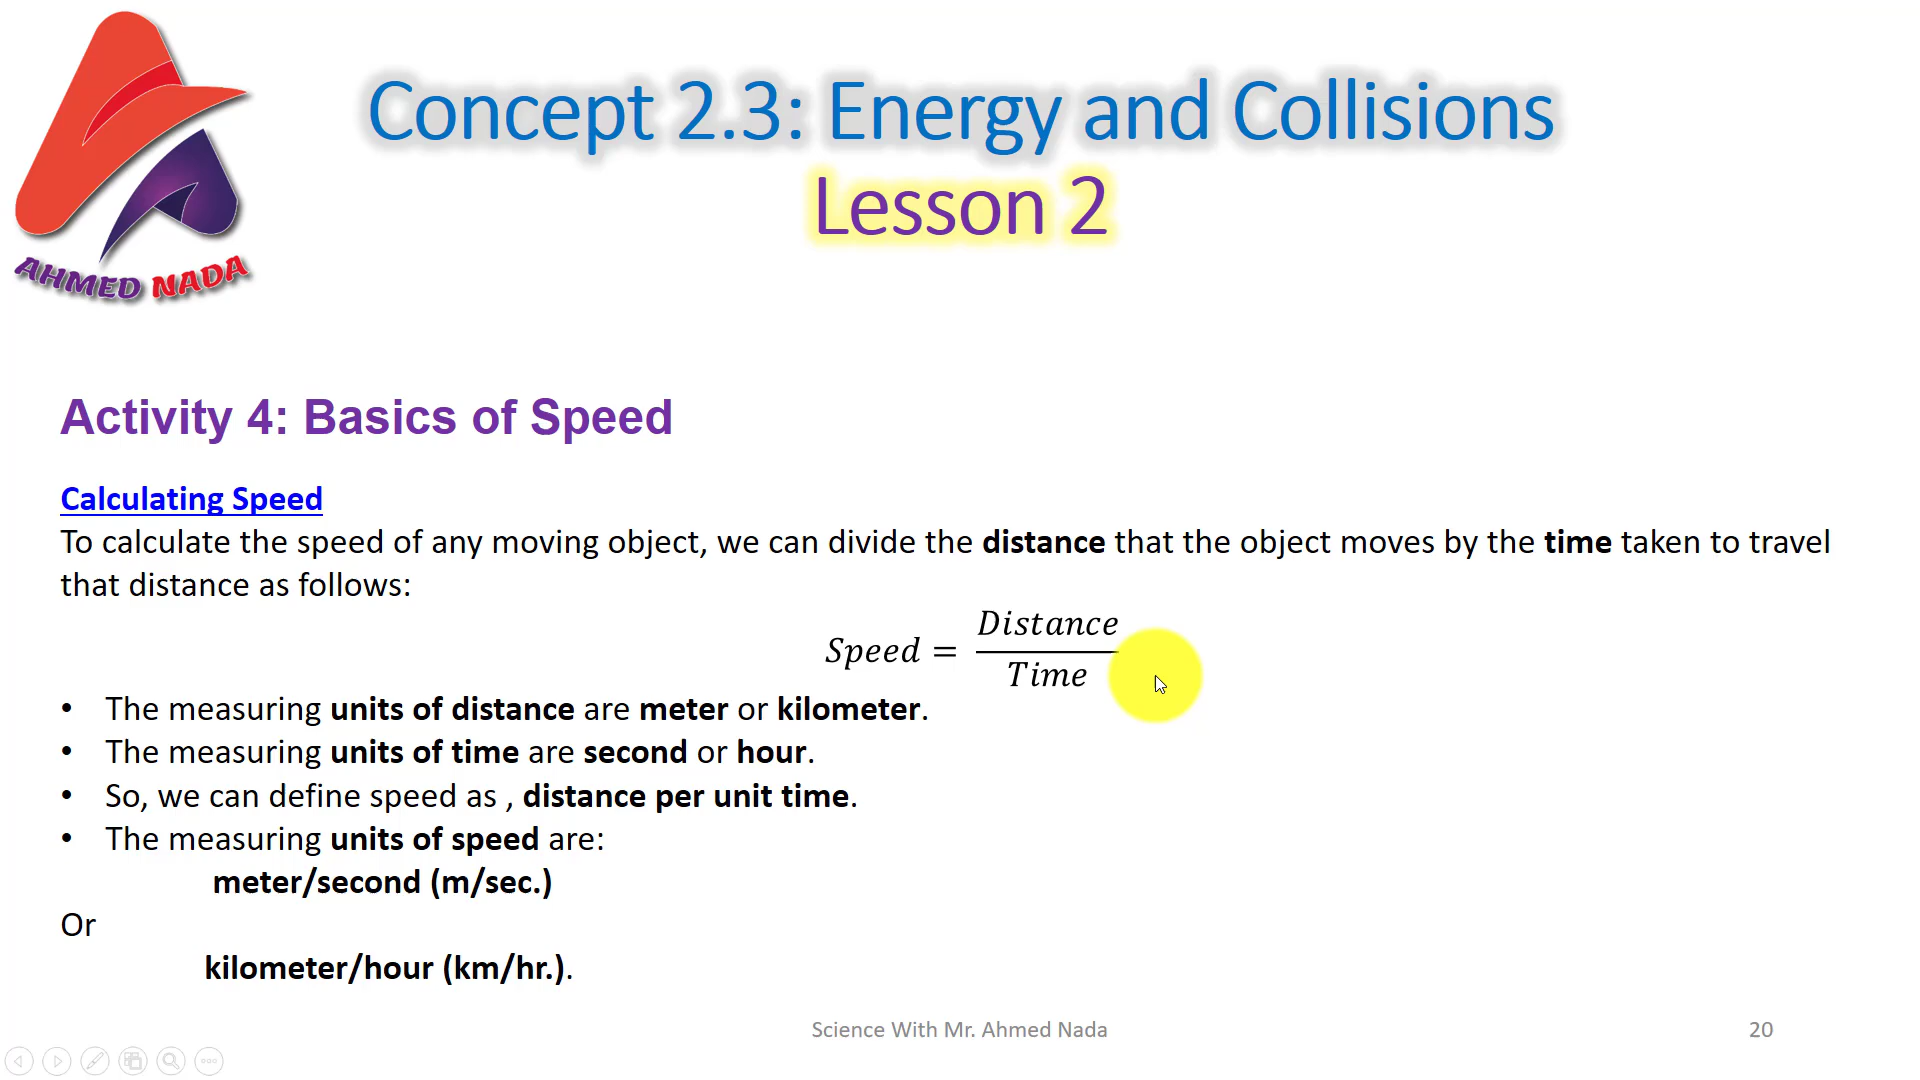 Concept 2.3: Energy and Collisions
Lesson 2
AHMED NADA
Activity 4: Basics of Speed
Calculating Speed
To calculate the speed of any moving object, we can divide the distance that the object moves by the time taken to travel
that distance as follows:
Speed = Distance / Time
• The measuring units of distance are meter or kilometer.
• The measuring units of time are second or hour.
• So, we can define speed as , distance per unit time.
• The measuring units of speed are:
meter/second (m/sec.)
Or
kilometer/hour (km/hr.).
Science With Mr. Ahmed Nada
20